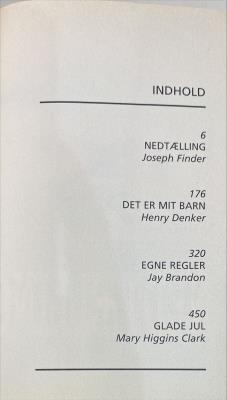 INDHOLD
6
NEDTÆLLING
Joseph Finder
176
DET ER MIT BARN
Henry Denker
320
EGNE REGLER
Jay Brandon
450
GLADE JUL
Mary Higgins Clark